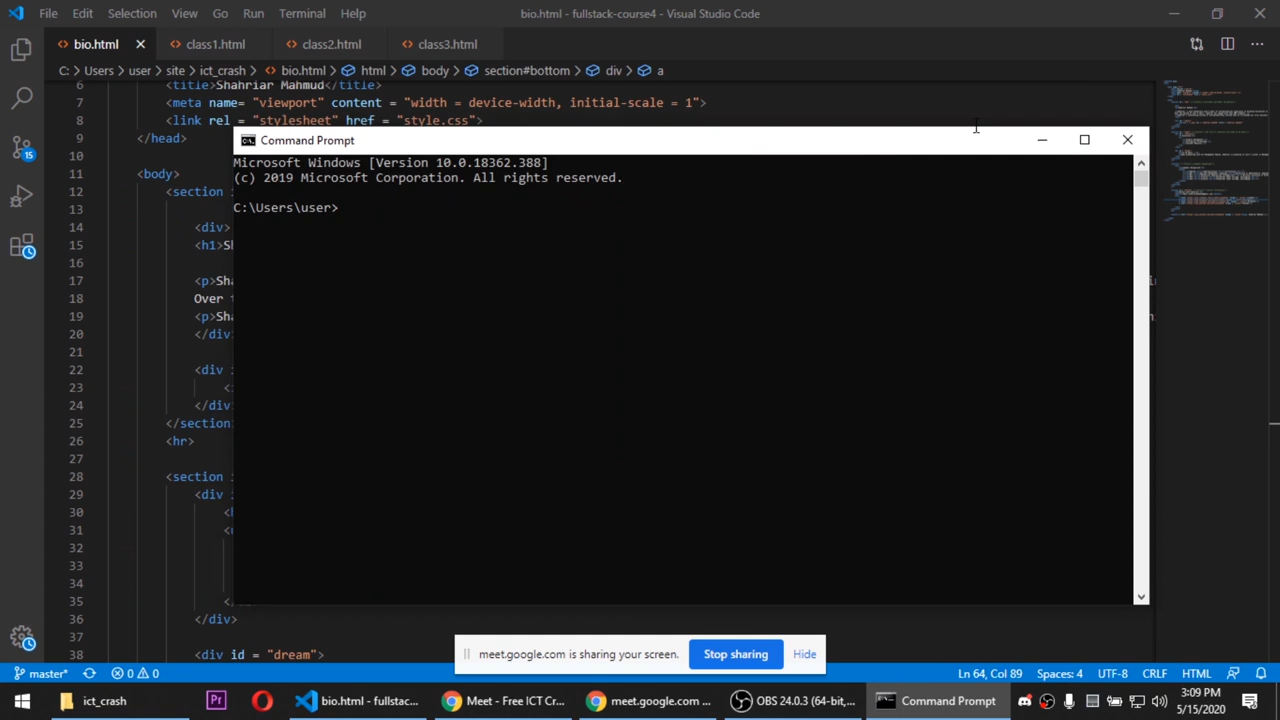 File Edit Selection View Go Run Terminal Help bio.html - fullstack-course4 - Visual Studio Code
bio.html class1.html class2.html class3.html
C: > Users > user > site > ict_crash > bio.html > html > body > section#bottom > div > a
6 <title>Shahriar Mahmud</title>
7 <meta name= "viewport" content = "width = device-width, initial-scale = 1">
8 <link rel = "stylesheet" href = "style.css">
9 </head>
10
11 <body>
12 <section
13
14 <div>
15 <h1>S
16
17 <p>Sha
18 Over
19 <p>Sha
20 </div
21
22 <div
23 <
24 </div
25 </section
26 <hr>
27
28 <section
29 <div
30 <
31 <
32
33
34
35 </
36 </div>
37
38 <div id = "dream">
Command Prompt
Microsoft Windows [Version 10.0.18362.388]
(c) 2019 Microsoft Corporation. All rights reserved.
C:\Users\user>
meet.google.com is sharing your screen. Stop sharing Hide
15
master* 0 0 Ln 64, Col 89 Spaces: 4 UTF-8 CRLF HTML
ict_crash Pr bio.html - fullstac... Meet - Free ICT Cr... meet.google.com ... OBS 24.0.3 (64-bit,... Command Prompt 3:09 PM
5/15/2020